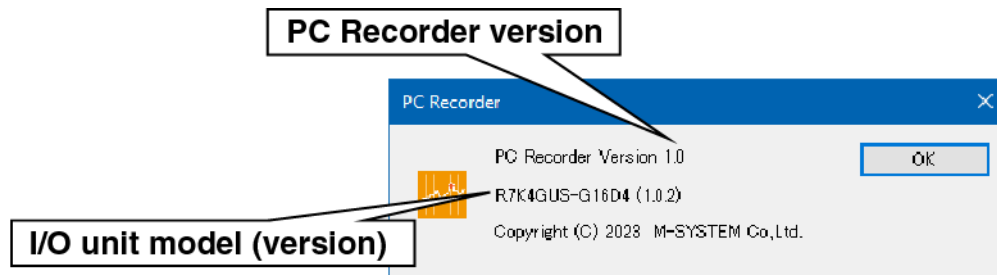 PC Recorder version
PC Recorder
PC Recorder Version 1.0
OK
R7K4GUS-G16D4 (1.0.2)
I/O unit model (version)
Copyright (C) 2023 M-SYSTEM Co,Ltd.